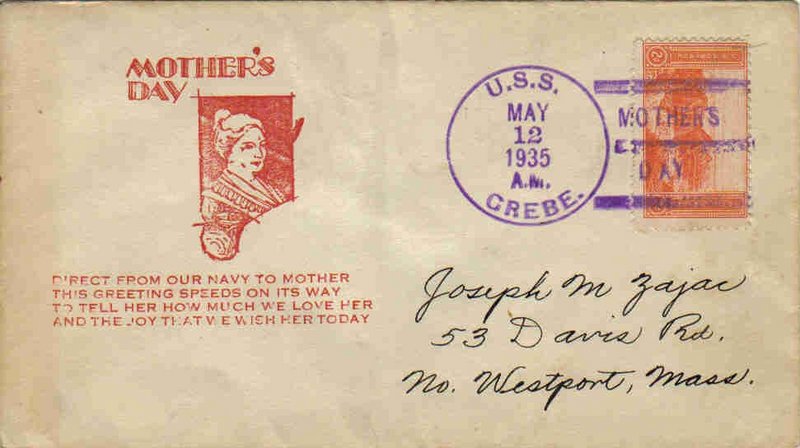 MOTHER'S
DAY
DIRECT FROM OUR NAVY TO MOTHER
THIS GREETING SPEEDS ON ITS WAY
TO TELL HER HOW MUCH WE LOVE HER
AND THE JOY THAT WE WISH HER TODAY
U.S.S.
MAY
12
1935
A.M.
CREBE.
MOTHER'S
DAY
Joseph M Zajac
53 Davis Rd.
No. Westport, Mass.